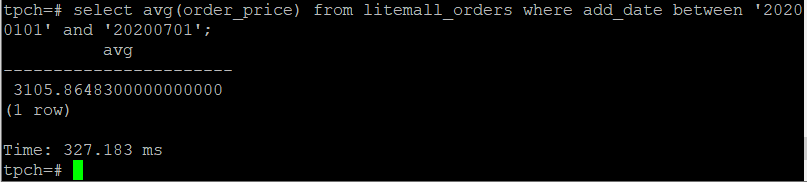 tpch=# select avg(order_price) from litemall_orders where add_date between '2020
0101' and '20200701';
          avg
-----------------------
 3105.8648300000000000
(1 row)

Time: 327.183 ms
tpch=#